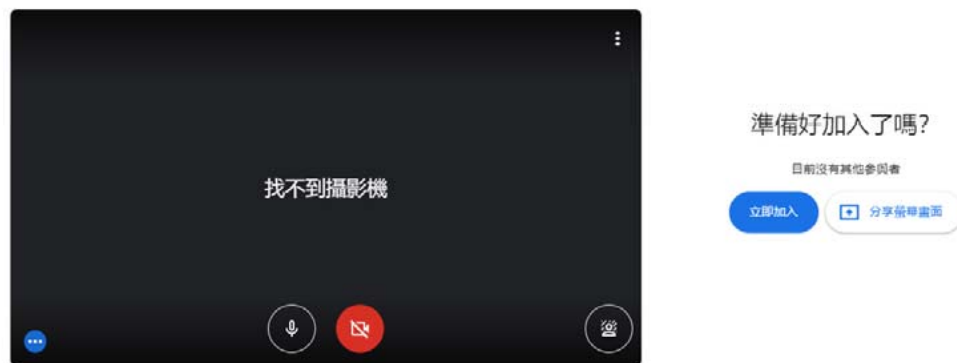 找不到攝影機
準備好加入了嗎?
目前沒有其他參與者
立即加入
分享螢幕畫面